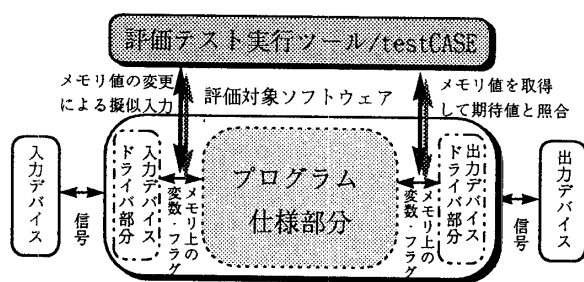 評価テスト実行ツール/testCASE
メモリ値の変更
による擬似入力
評価対象ソフトウェア
メモリ値を取得
して期待値と照合
入力デバイス
信号
入力デバイス
ドライバ部分
メモリ上の
変数・フラグ
プログラム
仕様部分
メモリ上の
変数・フラグ
出力デバイス
ドライバ部分
信号
出力デバイス